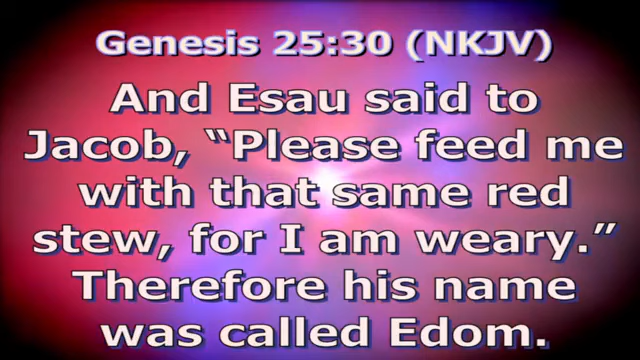 Genesis 25:30 (NKJV)
And Esau said to
Jacob, “Please feed me
with that same red
stew, for I am weary.”
Therefore his name
was called Edom.